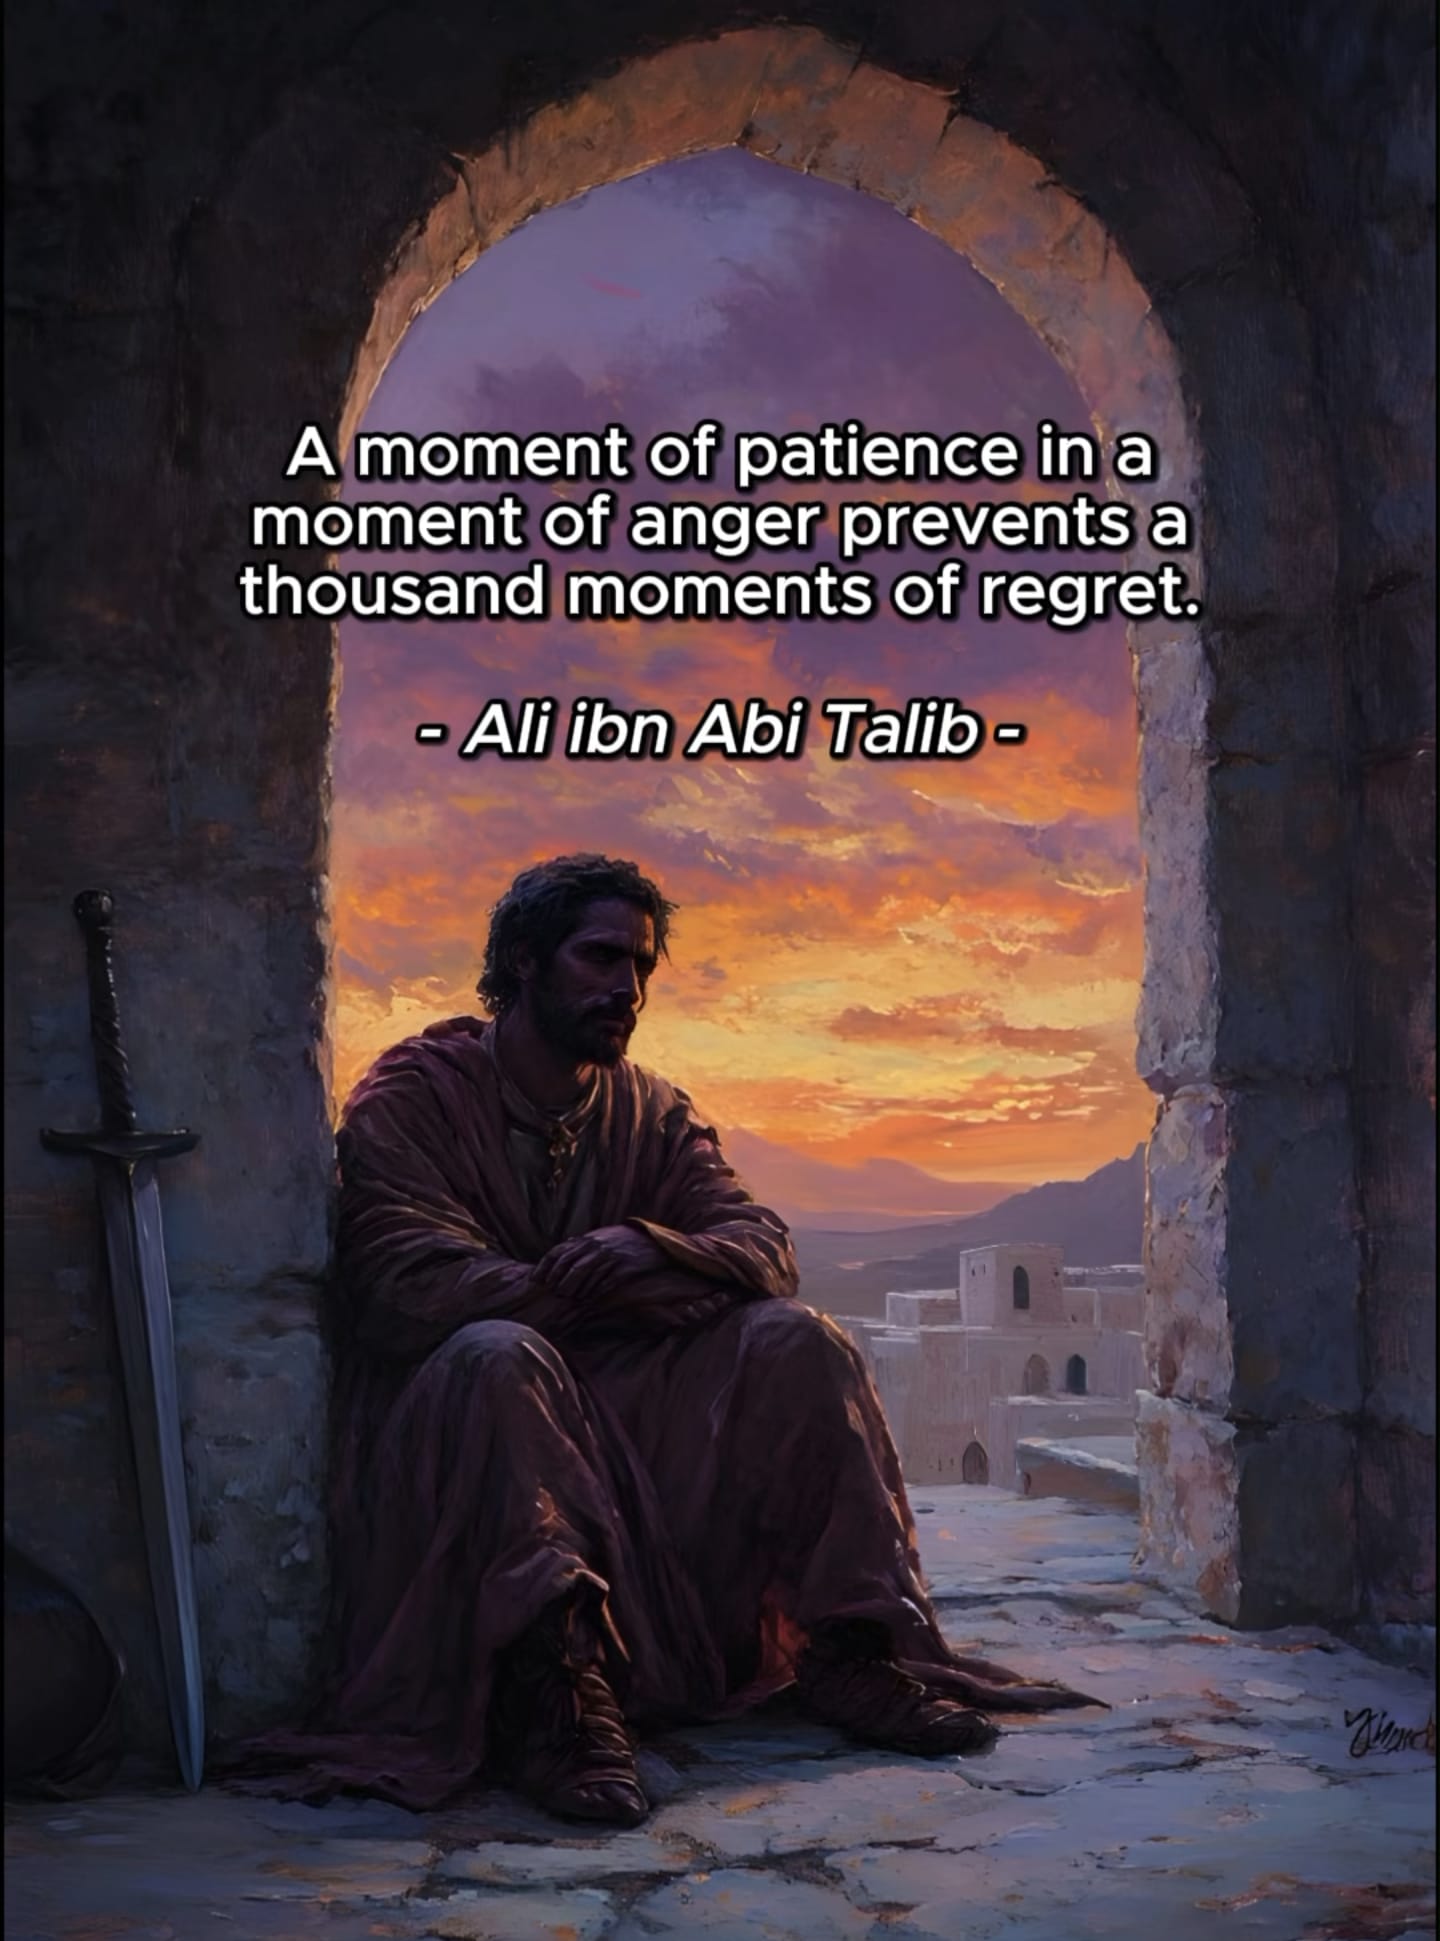 A moment of patience in a
moment of anger prevents a
thousand moments of regret.
- Ali ibn Abi Talib -